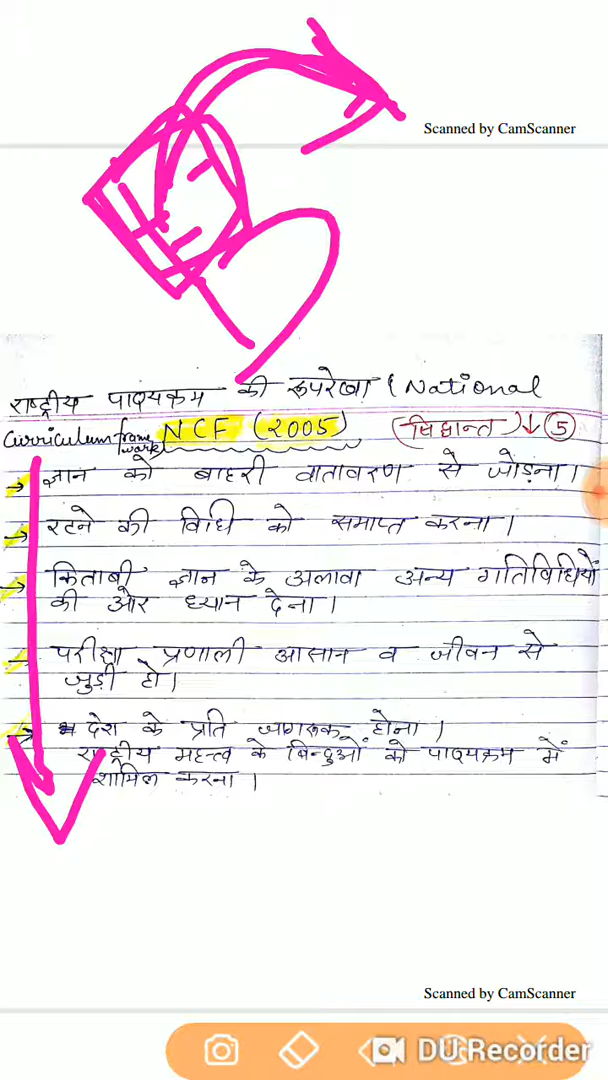 Scanned by CamScanner
राष्ट्रीय पाठ्यक्रम की रूपरेखा (National
Curriculum frame work) NCF (2005) (सिद्धान्त) ↓ 5
→ ज्ञान को बाहरी वातावरण से जोड़ना।
→ रटने की विधि को समाप्त करना।
→ किताबी ज्ञान के अलावा अन्य गतिविधियों
की ओर ध्यान देना।
→ परीक्षा प्रणाली आसान व जीवन से
जुड़ी हो।
→ देश के प्रति जागरूक होना।
राष्ट्रीय महत्त्व के बिन्दुओं को पाठ्यक्रम में
शामिल करना।
Scanned by CamScanner
DU Recorder